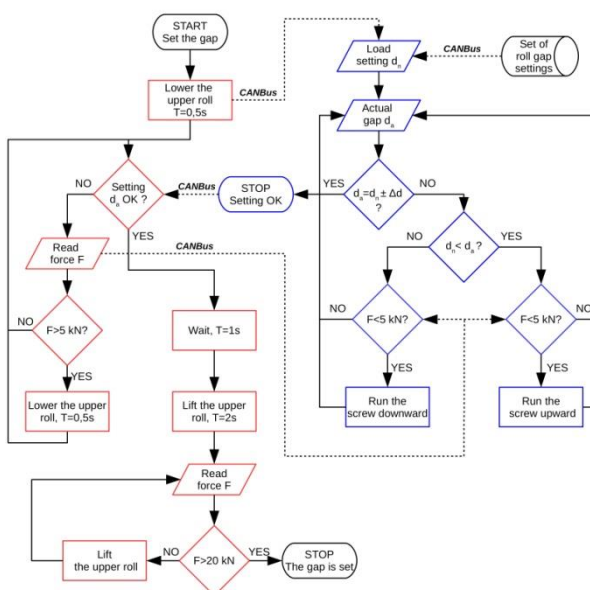 START
Set the gap
CANBus
Load
setting dn
CANBus
Set of
roll gap
settings
Lower the
upper roll
T=0,5s
CANBus
Actual
gap da
NO
Setting
da OK ?
CANBus
STOP
Setting OK
YES
da=dn ± Δd
?
NO
YES
Read
force F
CANBus
NO
dn< da ?
YES
NO
F>5 kN?
Wait, T=1s
NO
F<5 kN?
F<5 kN?
NO
YES
YES
YES
Lower the upper
roll, T=0,5s
Lift the upper
roll, T=2s
Run the
screw downward
Run the
screw upward
Read
force F
Lift
the upper roll
NO
F>20 kN
YES
STOP
The gap is set